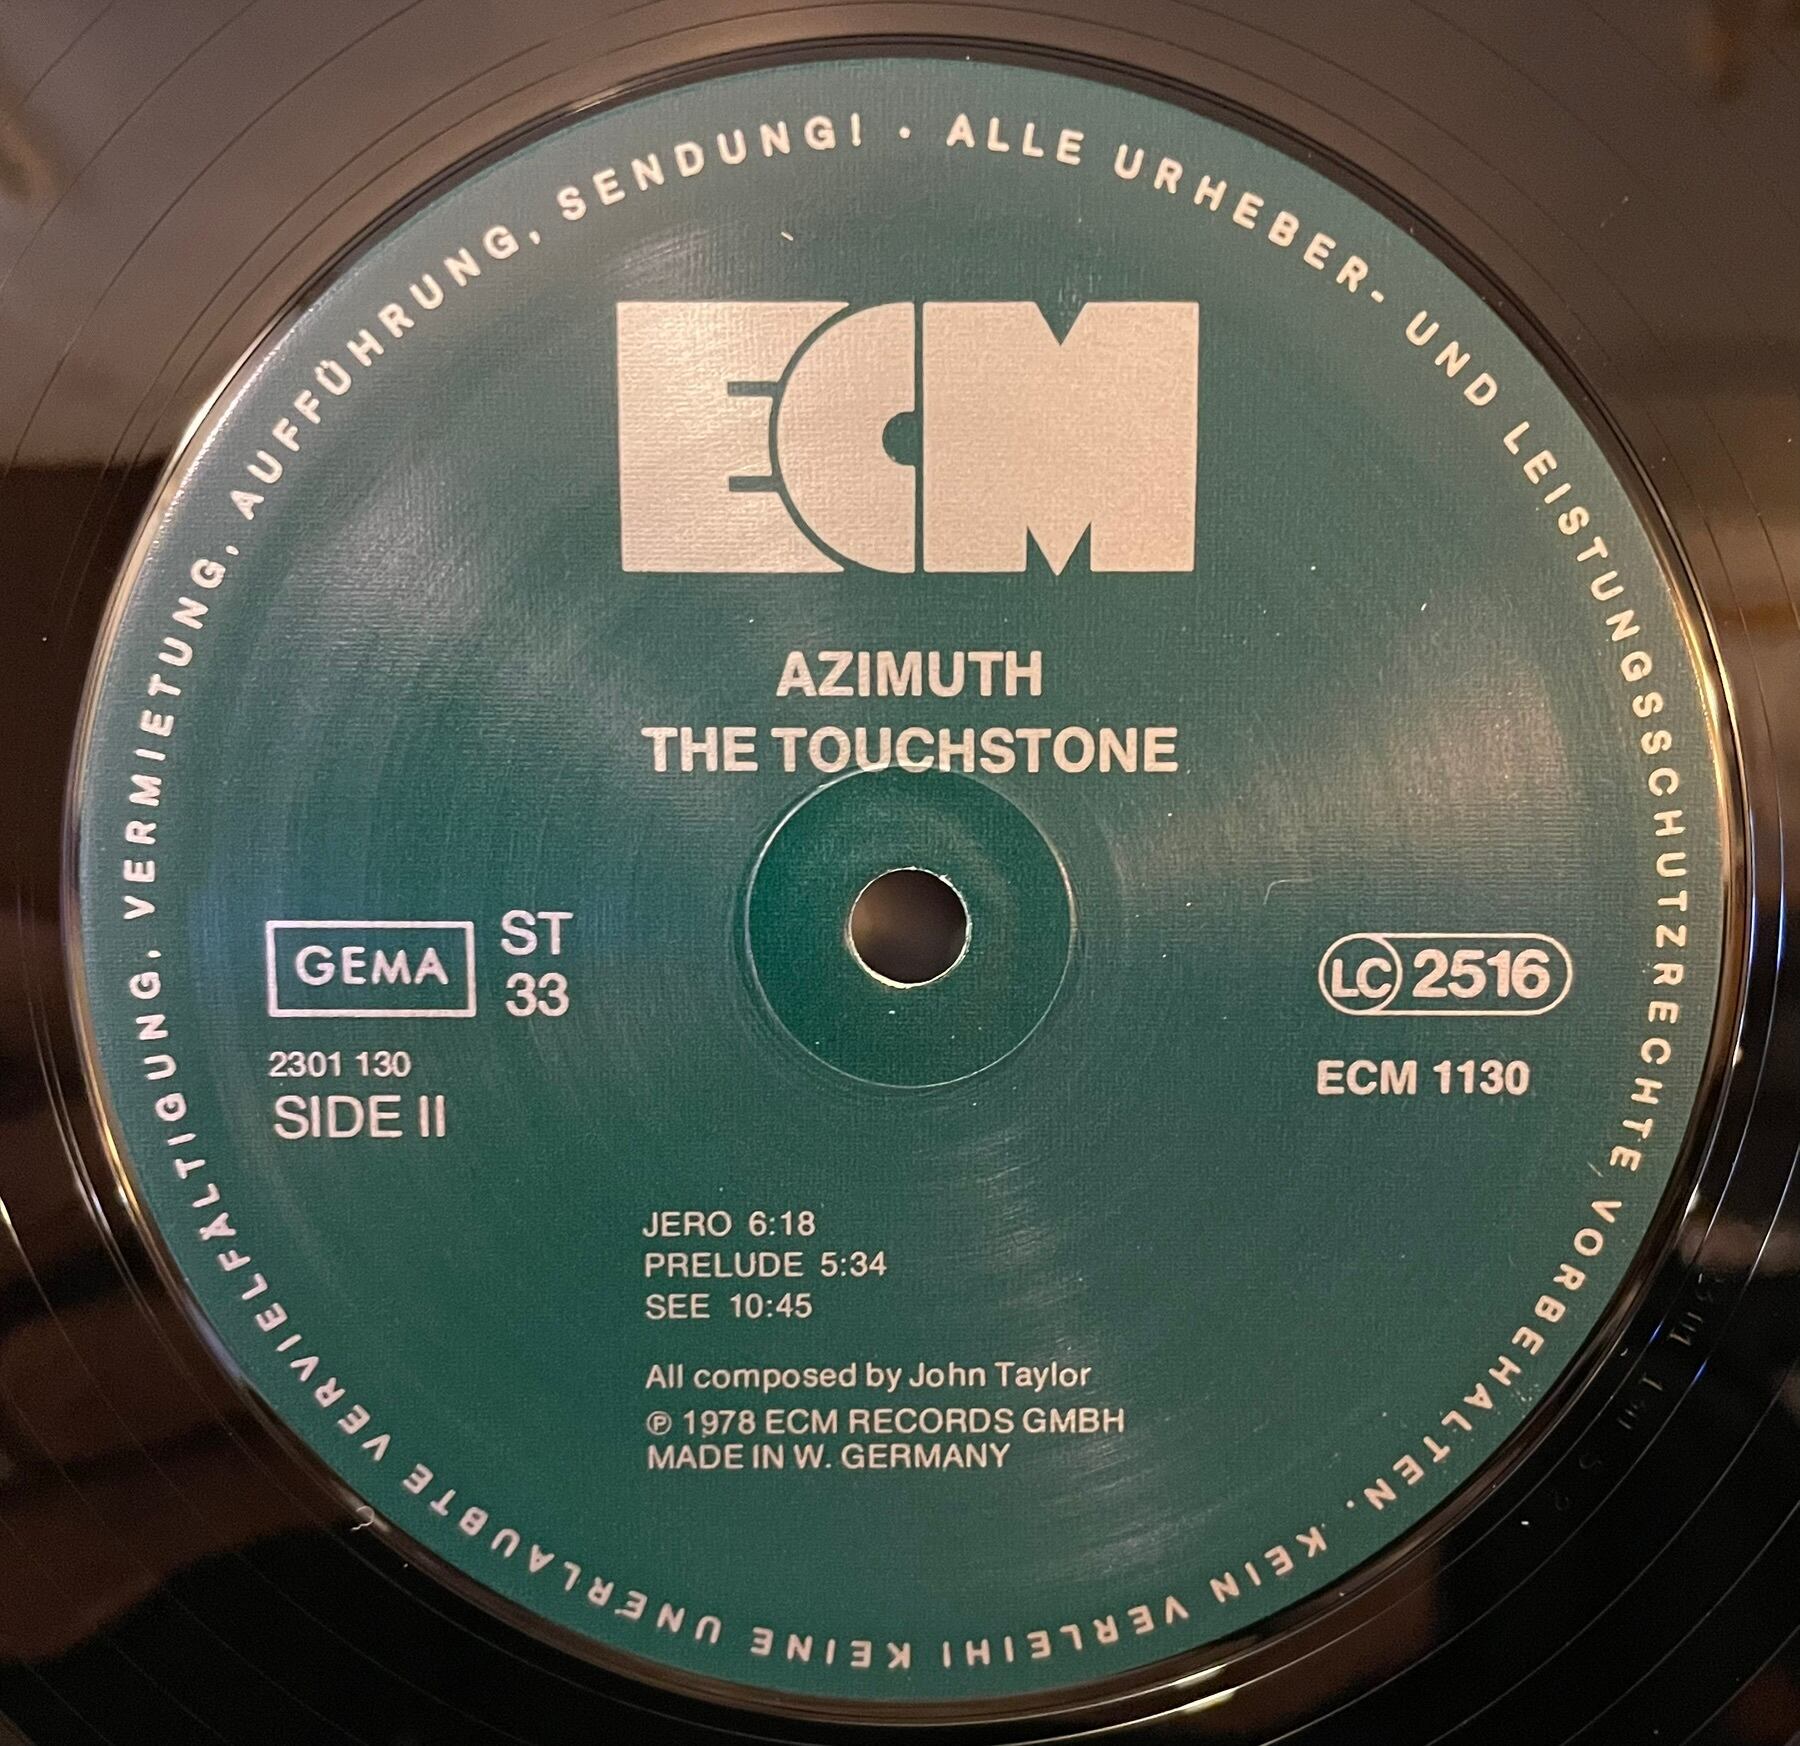 ALLE URHEBER- UND LEISTUNGSSCHUTZRECHTE VORBEHALTEN. KEIN VERLEIH! KEINE UNERLAUBTE VERVIELFÄLTIGUNG, VERMIETUNG, AUFFÜHRUNG, SENDUNG! •
ECM
AZIMUTH
THE TOUCHSTONE
GEMA
ST
33
2301 130
SIDE II
LC 2516
ECM 1130
JERO 6:18
PRELUDE 5:34
SEE 10:45
All composed by John Taylor
℗ 1978 ECM RECORDS GMBH
MADE IN W. GERMANY